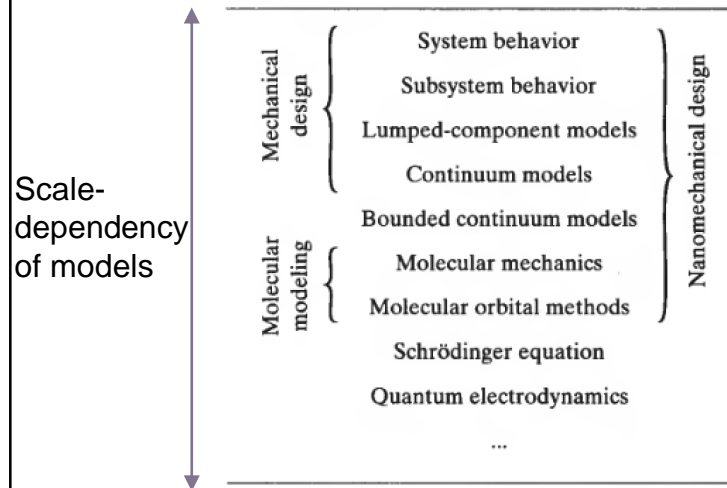 Scale-
dependency
of models
Mechanical
design
Molecular
modeling
System behavior
Subsystem behavior
Lumped-component models
Continuum models
Bounded continuum models
Molecular mechanics
Molecular orbital methods
Schrödinger equation
Quantum electrodynamics
...
Nanomechanical design